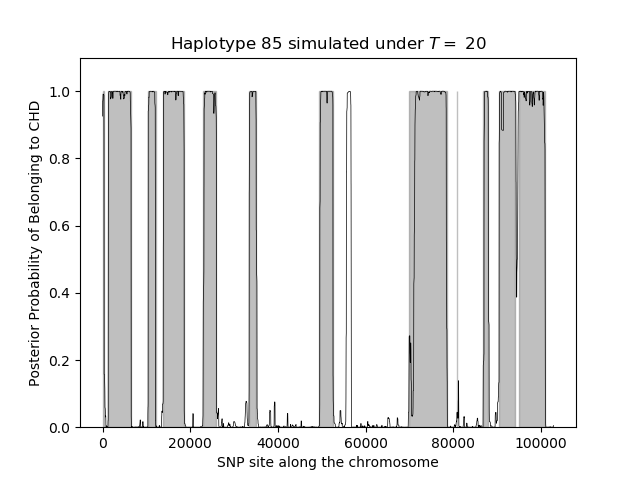 Haplotype 85 simulated under T = 20
Posterior Probability of Belonging to CHD
1.0
0.8
0.6
0.4
0.2
0.0
0 20000 40000 60000 80000 100000
SNP site along the chromosome